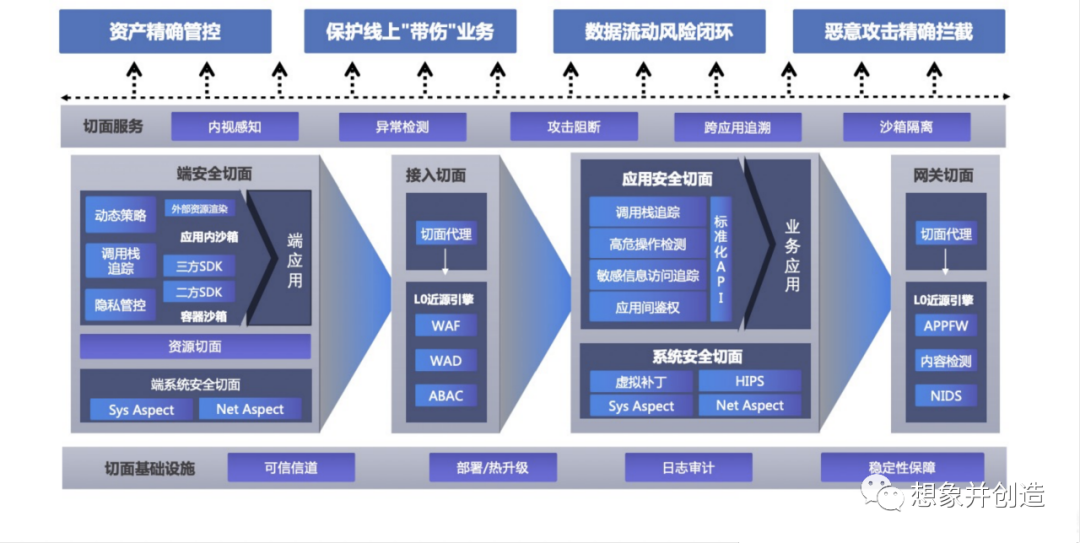 资产精确管控
保护线上"带伤"业务
数据流动风险闭环
恶意攻击精确拦截
切面服务
内视感知
异常检测
攻击阻断
跨应用追溯
沙箱隔离
端安全切面
动态策略
调用栈
追踪
隐私管控
外部资源渲染
应用内沙箱
三方SDK
二方SDK
容器沙箱
端应用
资源切面
端系统安全切面
Sys Aspect
Net Aspect
接入切面
切面代理
L0近源引擎
WAF
WAD
ABAC
应用安全切面
调用栈追踪
高危操作检测
敏感信息访问追踪
应用间鉴权
标准化API
业务应用
系统安全切面
虚拟补丁
HIPS
Sys Aspect
Net Aspect
网关切面
切面代理
L0近源引擎
APPFW
内容检测
NIDS
切面基础设施
可信信道
部署/热升级
日志审计
稳定性保障
想象并创造